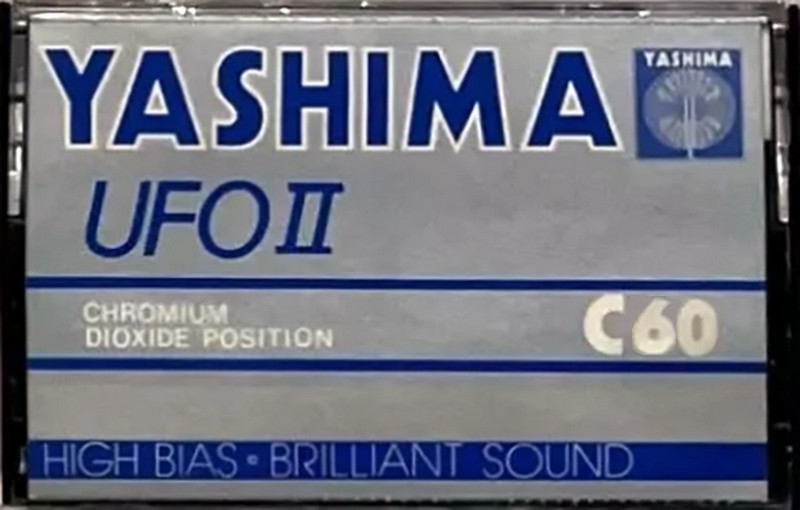 YASHIMA
YASHIMA
UFO II
CHROMIUM
DIOXIDE POSITION
C60
HIGH BIAS • BRILLIANT SOUND